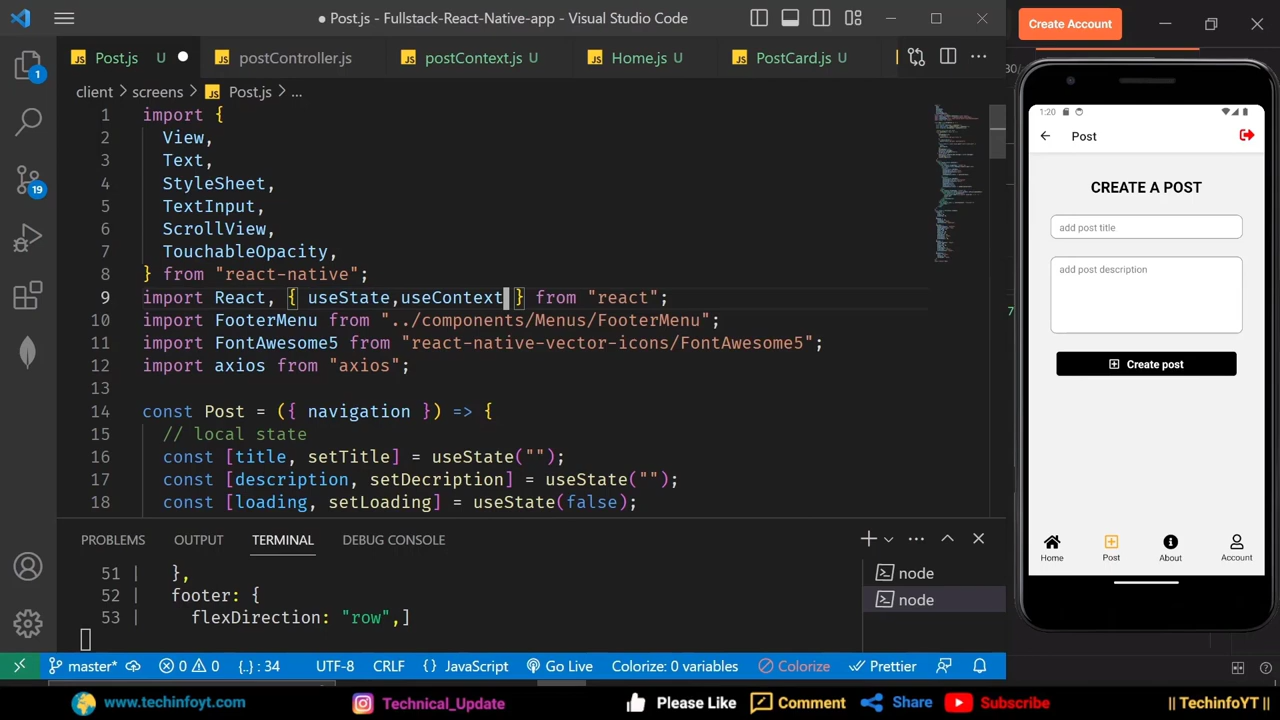 Post.js - Fullstack-React-Native-app - Visual Studio Code
Create Account
Post.js U
postController.js
postContext.js U
Home.js U
PostCard.js U
client > screens > Post.js > ...
1 import {
2 View,
3 Text,
4 StyleSheet,
5 TextInput,
6 ScrollView,
7 TouchableOpacity,
8 } from "react-native";
9 import React, { useState,useContext } from "react";
10 import FooterMenu from "../components/Menus/FooterMenu";
11 import FontAwesome5 from "react-native-vector-icons/FontAwesome5";
12 import axios from "axios";
13
14 const Post = ({ navigation }) => {
15 // local state
16 const [title, setTitle] = useState("");
17 const [description, setDecription] = useState("");
18 const [loading, setLoading] = useState(false);
1
19
PROBLEMS OUTPUT TERMINAL DEBUG CONSOLE
51 | },
52 | footer: {
53 | flexDirection: "row",]
node
node
master* 0 0 {..} : 34 UTF-8 CRLF {} JavaScript Go Live Colorize: 0 variables Colorize Prettier
1:20
Post
CREATE A POST
add post title
add post description
Create post
Home Post About Account
www.techinfoyt.com Technical_Update Please Like Comment Share Subscribe || TechinfoYT ||